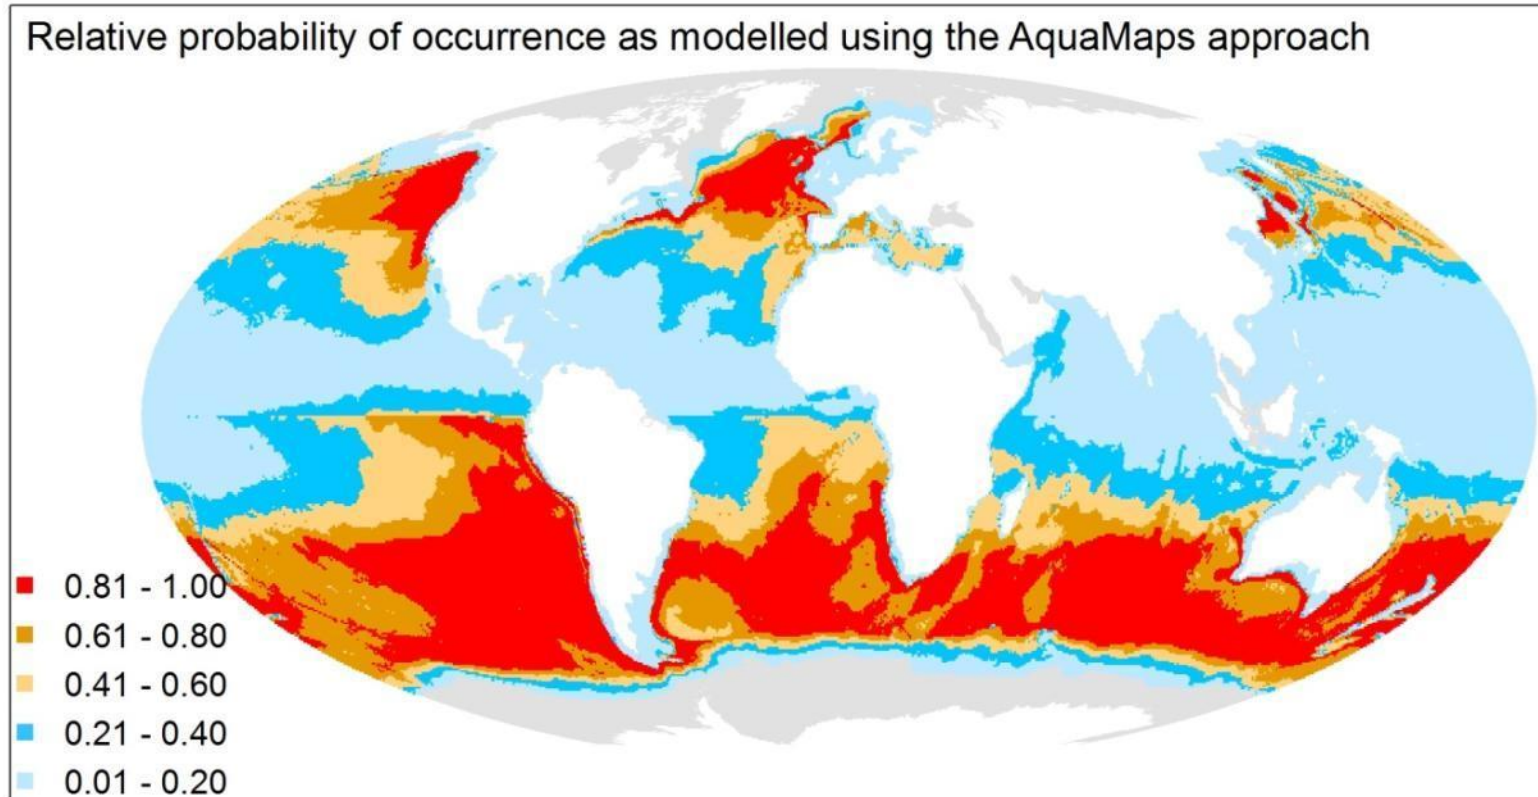 Relative probability of occurrence as modelled using the AquaMaps approach
0.81 - 1.00
0.61 - 0.80
0.41 - 0.60
0.21 - 0.40
0.01 - 0.20